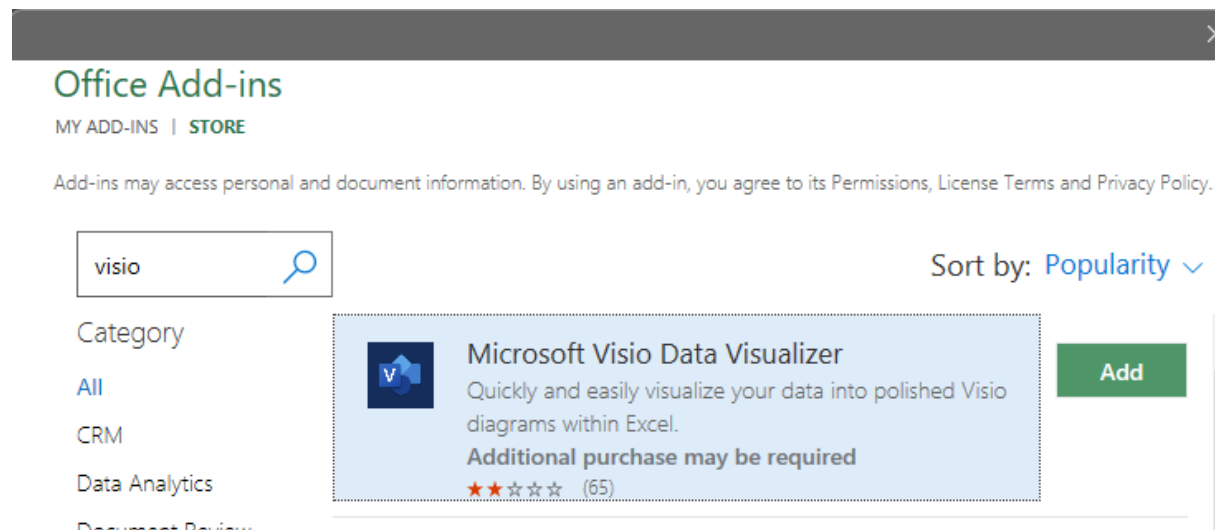 Office Add-ins
MY ADD-INS | STORE
Add-ins may access personal and document information. By using an add-in, you agree to its Permissions, License Terms and Privacy Policy.
visio
Sort by: Popularity
Category
All
CRM
Data Analytics
Document Review
V
Microsoft Visio Data Visualizer
Quickly and easily visualize your data into polished Visio
diagrams within Excel.
Additional purchase may be required
(65)
Add